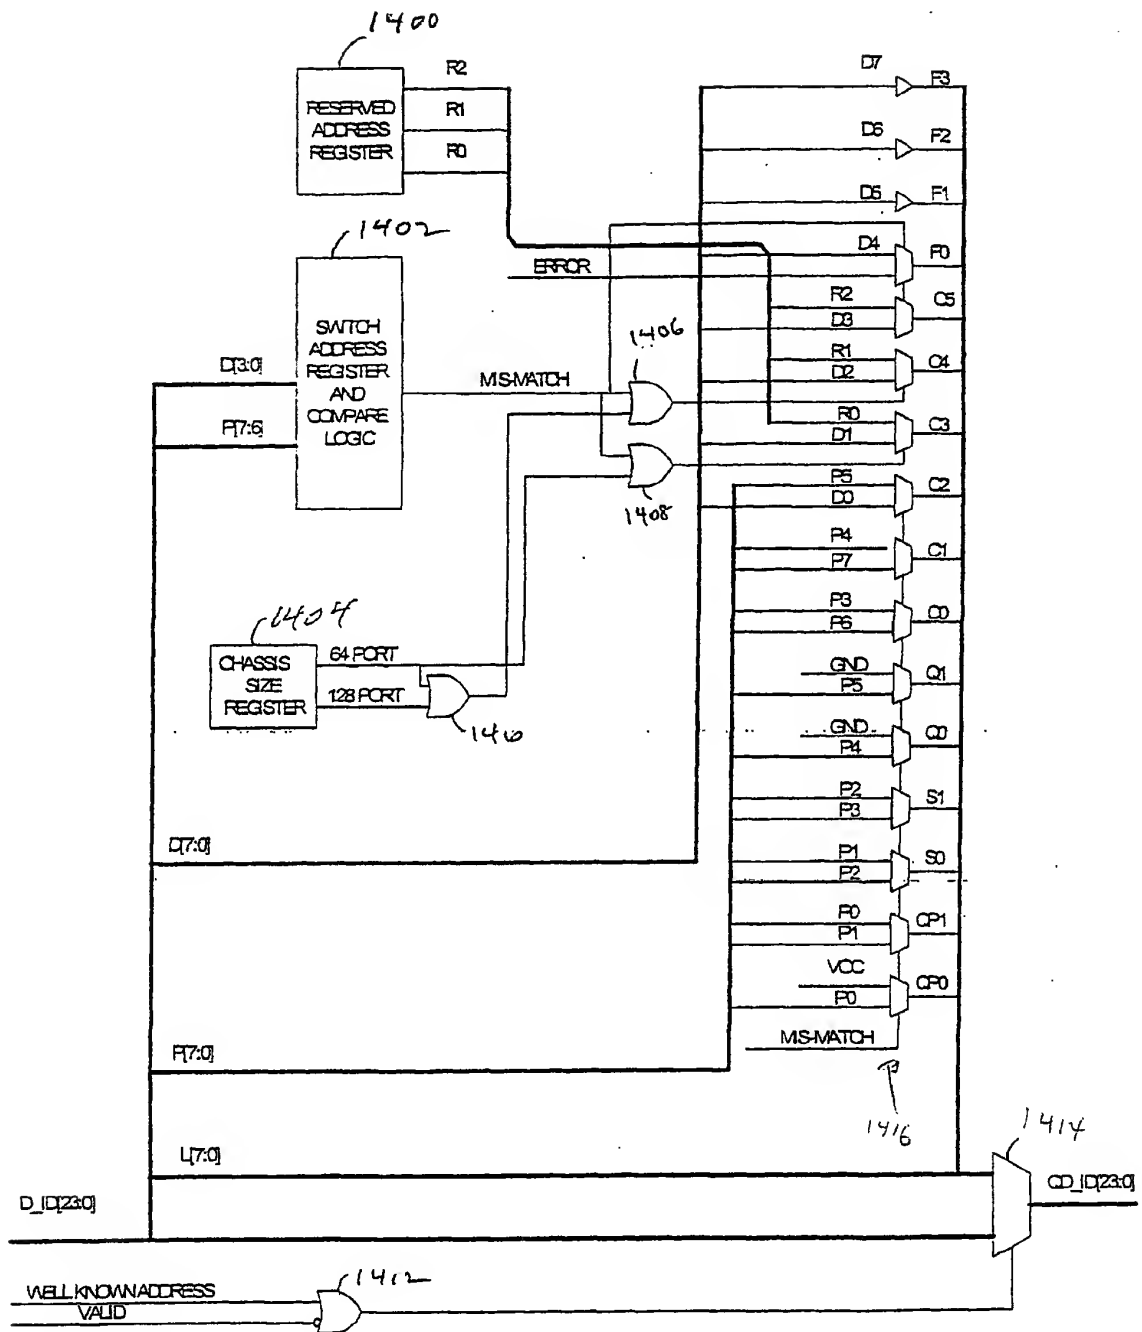 1400
RESERVED
ADDRESS
REGISTER
R2
R1
R0
1402
SWITCH
ADDRESS
REGISTER
AND
COMPARE
LOGIC
D[3:0]
P[7:6]
MIS-MATCH
ERROR
1406
1408
1404
CHASSIS
SIZE
REGISTER
64 PORT
128 PORT
1410
D7
F3
D6
F2
D5
F1
D4
F0
R2
D3
C5
R1
D2
C4
R0
D1
C3
P5
D0
C2
P4
P7
C1
P3
P6
C0
GND
P5
Q1
GND
P4
Q0
P2
P3
S1
P1
P2
S0
P0
P1
CP1
VCC
P0
CP0
MIS-MATCH
1416
D[7:0]
P[7:0]
L[7:0]
D_ID[23:0]
1414
CD_ID[23:0]
WELL KNOWN ADDRESS
VALID
1412